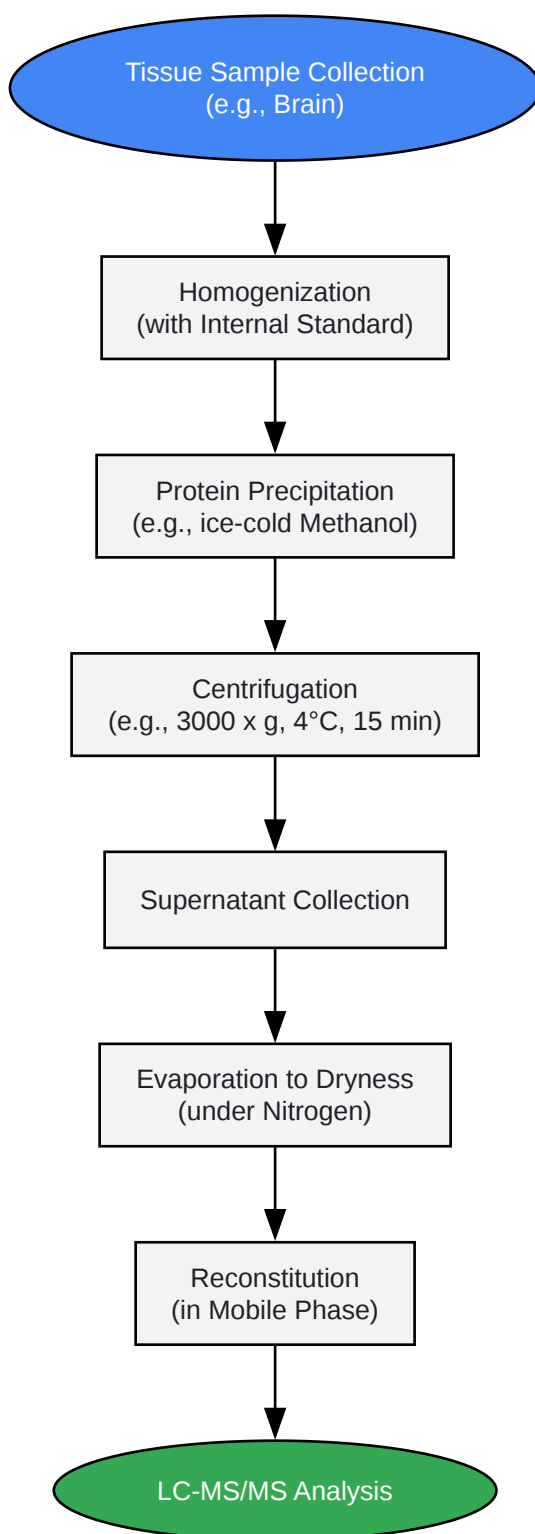 Tissue Sample Collection
(e.g., Brain)
Homogenization
(with Internal Standard)
Protein Precipitation
(e.g., ice-cold Methanol)
Centrifugation
(e.g., 3000 x g, 4°C, 15 min)
Supernatant Collection
Evaporation to Dryness
(under Nitrogen)
Reconstitution
(in Mobile Phase)
LC-MS/MS Analysis